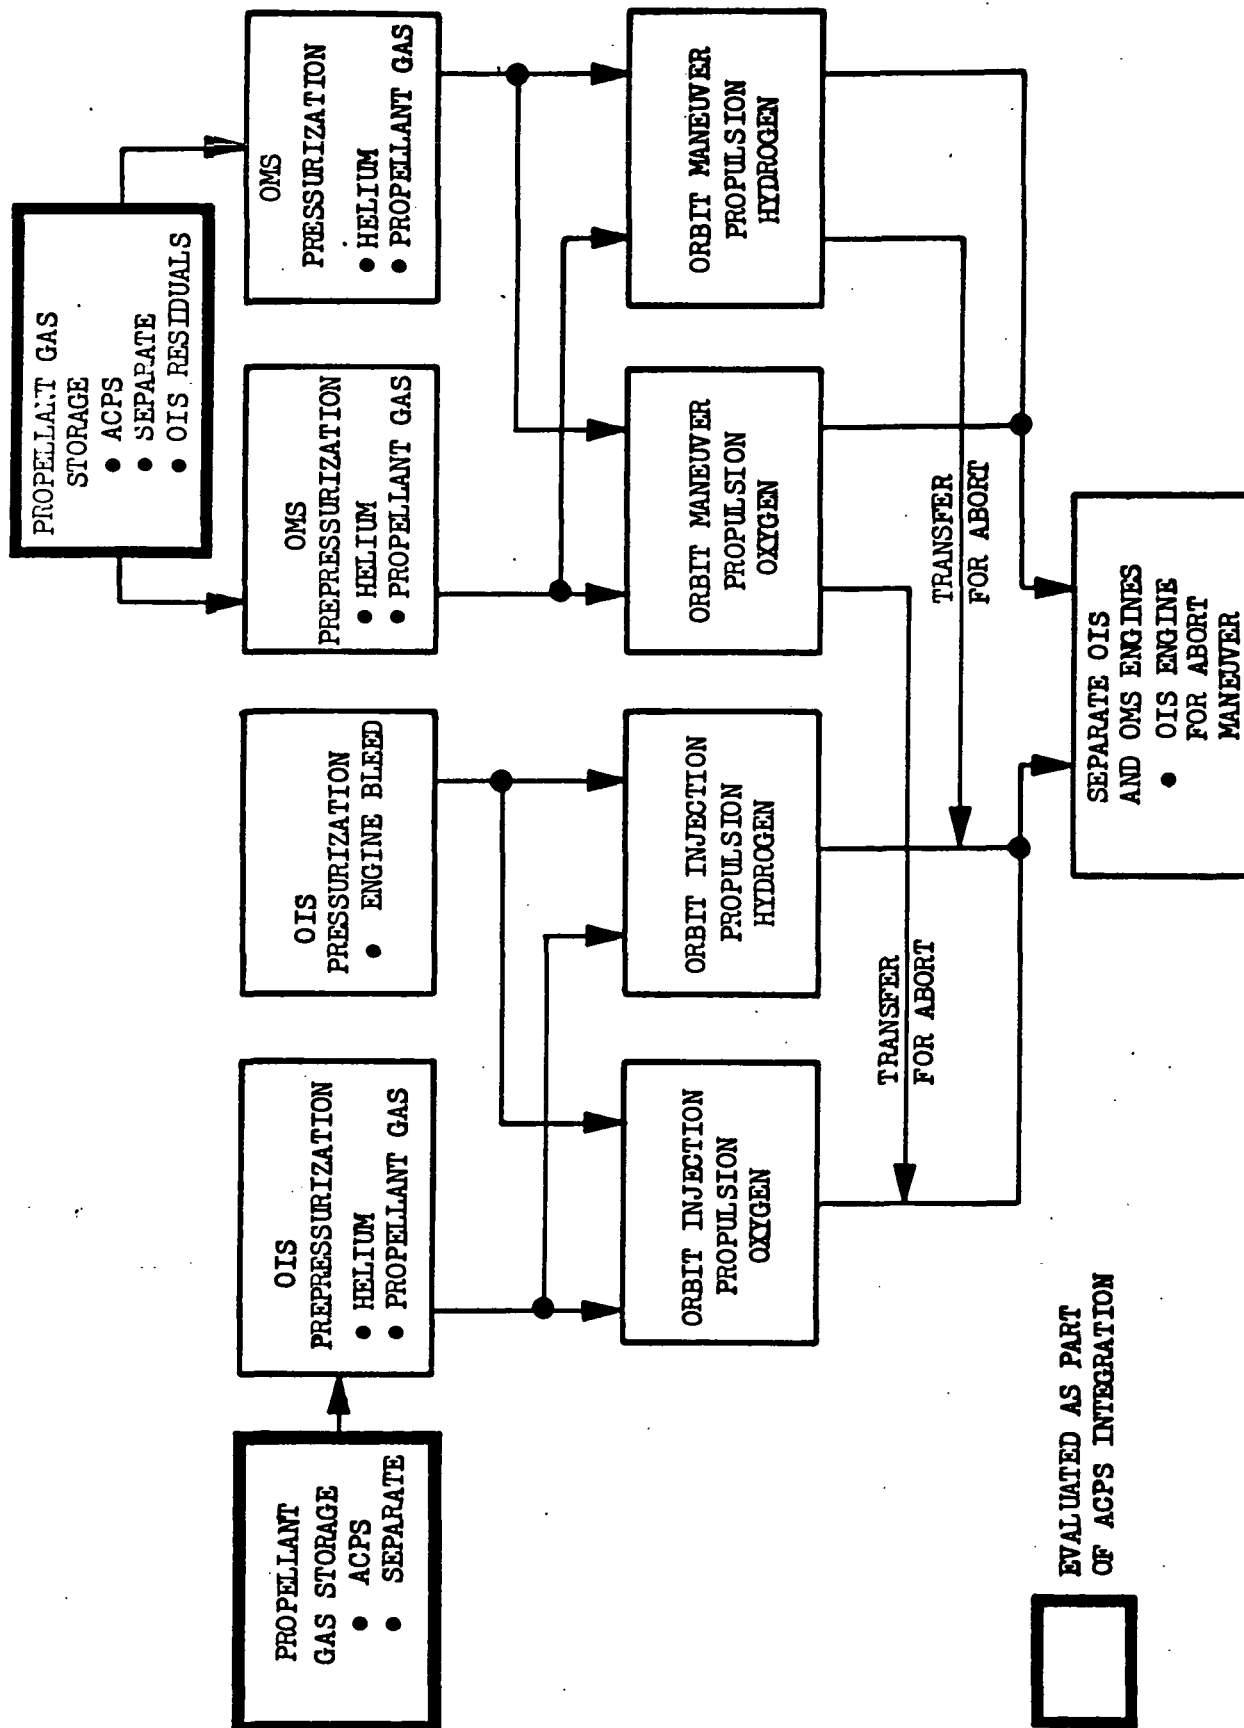 PROPELLANT GAS
STORAGE
● ACPS
● SEPARATE
● OIS RESIDUALS
PROPELLANT
GAS STORAGE
● ACPS
● SEPARATE
OIS
PREPRESSURIZATION
● HELIUM
● PROPELLANT GAS
OIS
PRESSURIZATION
● ENGINE BLEED
OMS
PREPRESSURIZATION
● HELIUM
● PROPELLANT GAS
OMS
PRESSURIZATION
● HELIUM
● PROPELLANT GAS
ORBIT INJECTION
PROPULSION
OXYGEN
ORBIT INJECTION
PROPULSION
HYDROGEN
ORBIT MANEUVER
PROPULSION
OXYGEN
ORBIT MANEUVER
PROPULSION
HYDROGEN
TRANSFER
FOR ABORT
TRANSFER
FOR ABORT
SEPARATE OIS
AND OMS ENGINES
● OIS ENGINE
FOR ABORT
MANEUVER
EVALUATED AS PART
OF ACPS INTEGRATION